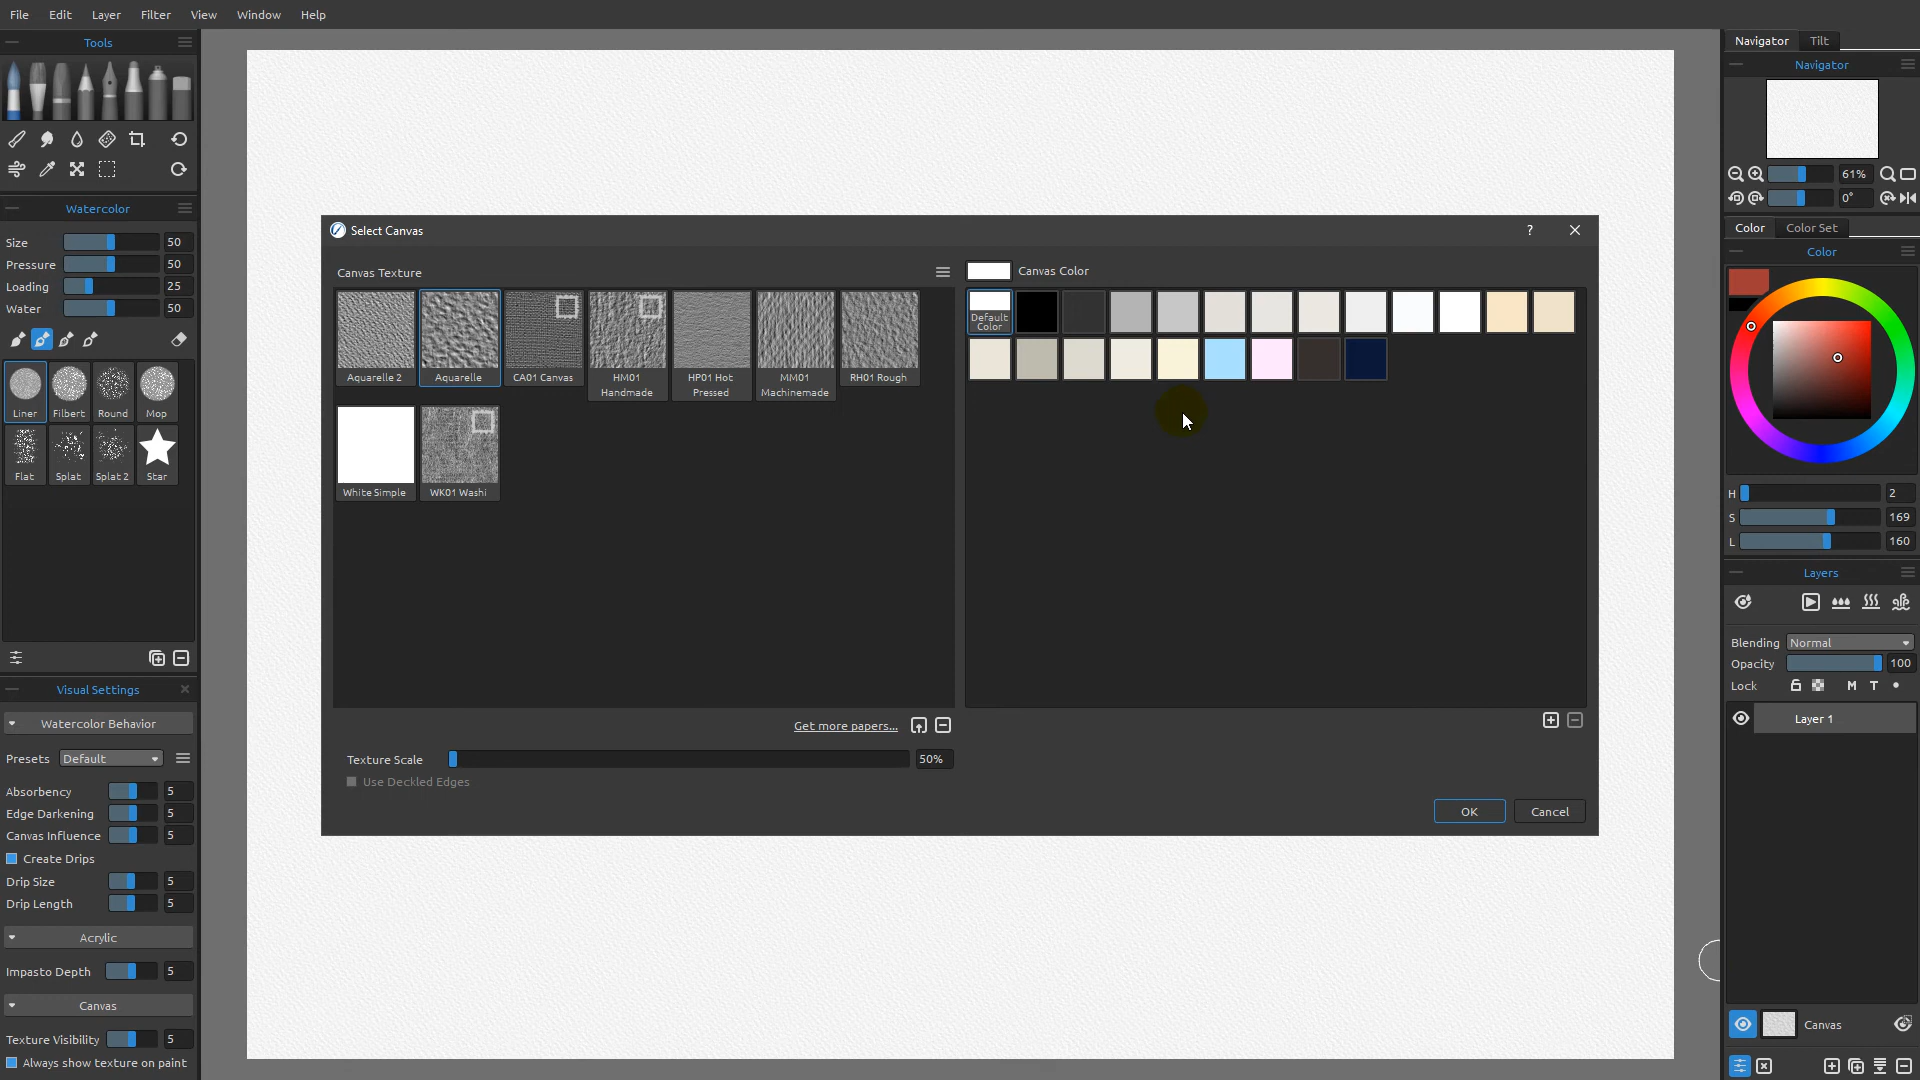 File Edit Layer Filter View Window Help
Tools
Watercolor
Size 50
Pressure 50
Loading 25
Water 50
Liner Filbert Round Mop
Flat Splat Splat 2 Star
Visual Settings
Watercolor Behavior
Presets Default
Absorbency 5
Edge Darkening 5
Canvas Influence 5
Create Drips
Drip Size 5
Drip Length 5
Acrylic
Impasto Depth 5
Canvas
Texture Visibility 5
Always show texture on paint
Select Canvas ?
Canvas Texture
Aquarelle 2 Aquarelle CA01 Canvas HM01 Handmade HP01 Hot Pressed MM01 Machinemade RH01 Rough
White Simple WK01 Washi
Get more papers...
Texture Scale 50%
Use Deckled Edges
Canvas Color
Default
Color
OK Cancel
Navigator Tilt
Navigator
61%
0°
Color Color Set
Color
H 2
S 169
L 160
Layers
Blending Normal
Opacity 100
Lock M T
Layer 1
Canvas